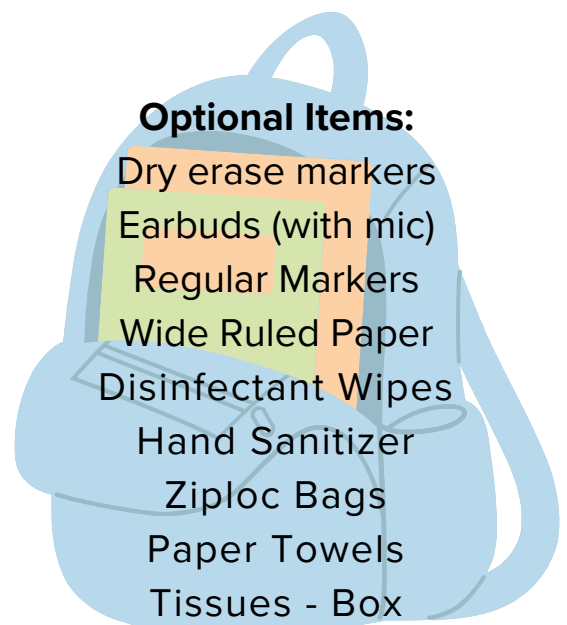 Optional Items:
Dry erase markers
Earbuds (with mic)
Regular Markers
Wide Ruled Paper
Disinfectant Wipes
Hand Sanitizer
Ziploc Bags
Paper Towels
Tissues - Box